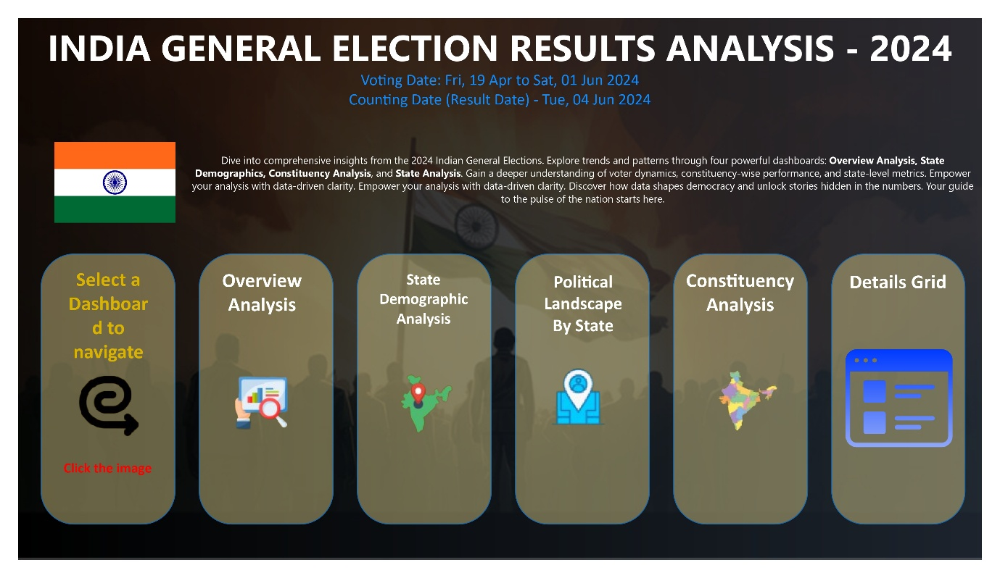 INDIA GENERAL ELECTION RESULTS ANALYSIS - 2024
Voting Date: Fri, 19 Apr to Sat, 01 Jun 2024
Counting Date (Result Date) - Tue, 04 Jun 2024
Dive into comprehensive insights from the 2024 Indian General Elections. Explore trends and patterns through four powerful dashboards: Overview Analysis, State
Demographics, Constituency Analysis, and State Analysis. Gain a deeper understanding of voter dynamics, constituency-wise performance, and state-level metrics. Empower
your analysis with data-driven clarity. Empower your analysis with data-driven clarity. Discover how data shapes democracy and unlock stories hidden in the numbers. Your guide
to the pulse of the nation starts here.
Select a
Dashboar
d to
navigate
Click the image
Overview
Analysis
State
Demographic
Analysis
Political
Landscape
By State
Constituency
Analysis
Details Grid